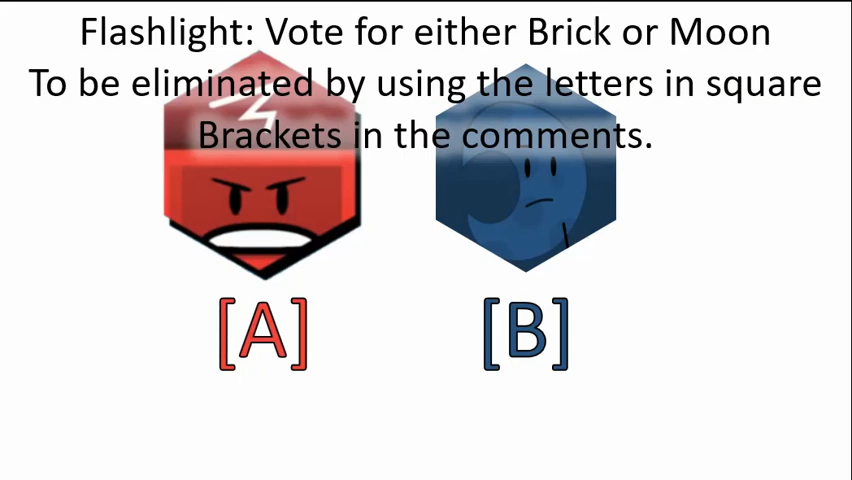 Flashlight: Vote for either Brick or Moon
To be eliminated by using the letters in square
Brackets in the comments.
[A] [B]